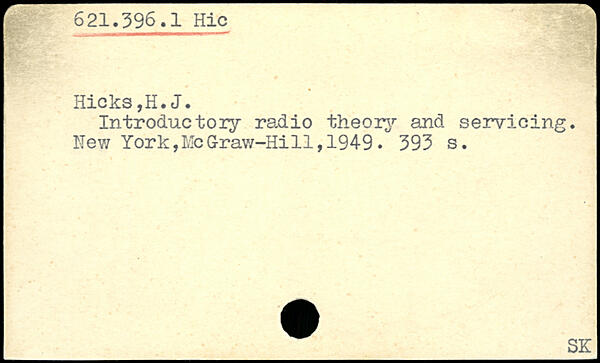 621.396.1 Hic
Hicks,H.J.
Introductory radio theory and servicing.
New York,McGraw-Hill,1949. 393 s.
SK